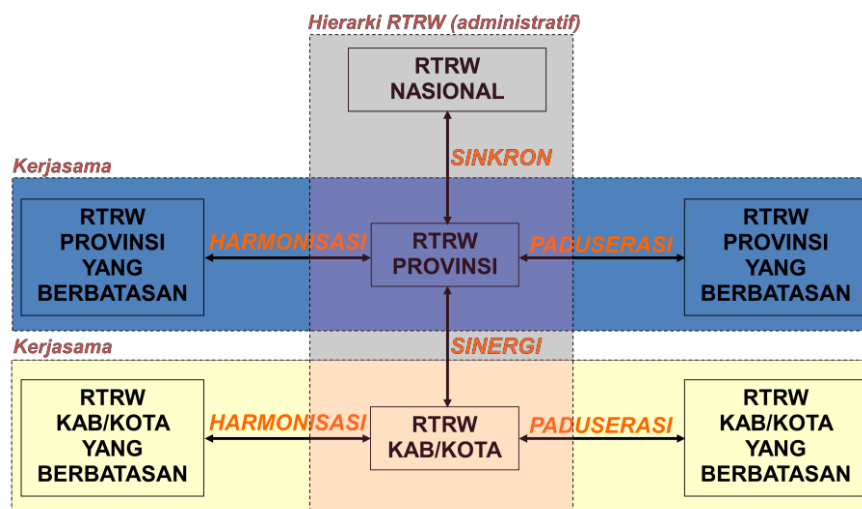 Hierarki RTRW (administratif)
RTRW
NASIONAL
SINKRON
Kerjasama
RTRW
PROVINSI
YANG
BERBATASAN
HARMONISASI
RTRW
PROVINSI
PADUSERASI
RTRW
PROVINSI
YANG
BERBATASAN
SINERGI
Kerjasama
RTRW
KAB/KOTA
YANG
BERBATASAN
HARMONISASI
RTRW
KAB/KOTA
PADUSERASI
RTRW
KAB/KOTA
YANG
BERBATASAN